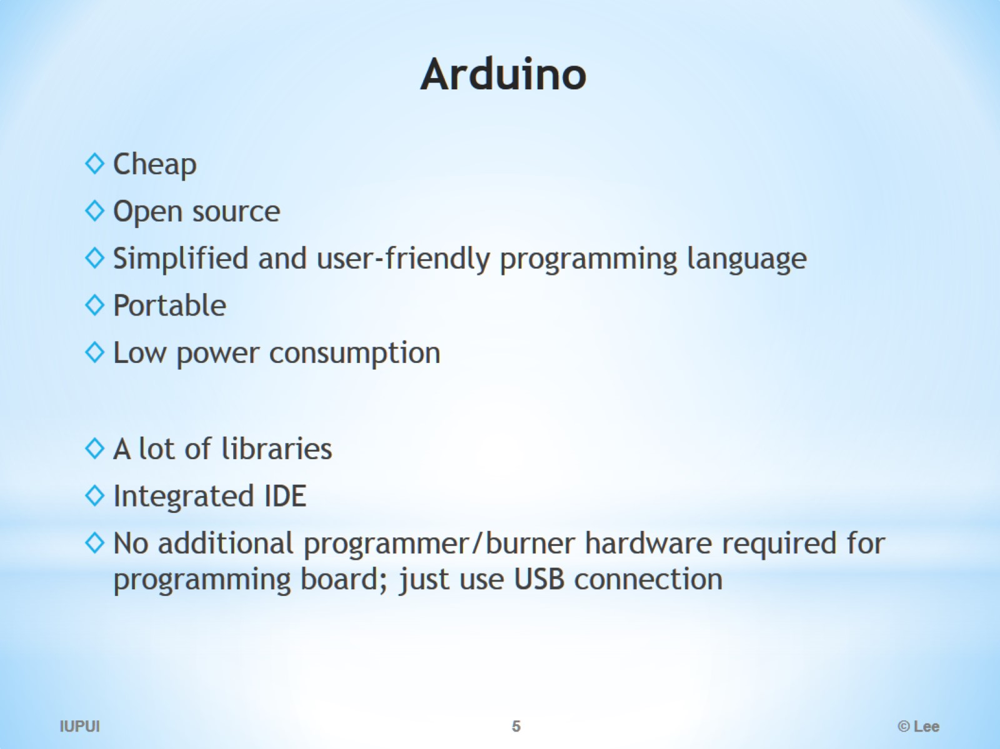 Arduino
◇ Cheap
◇ Open source
◇ Simplified and user-friendly programming language
◇ Portable
◇ Low power consumption
◇ A lot of libraries
◇ Integrated IDE
◇ No additional programmer/burner hardware required for
programming board; just use USB connection
IUPUI 5 © Lee